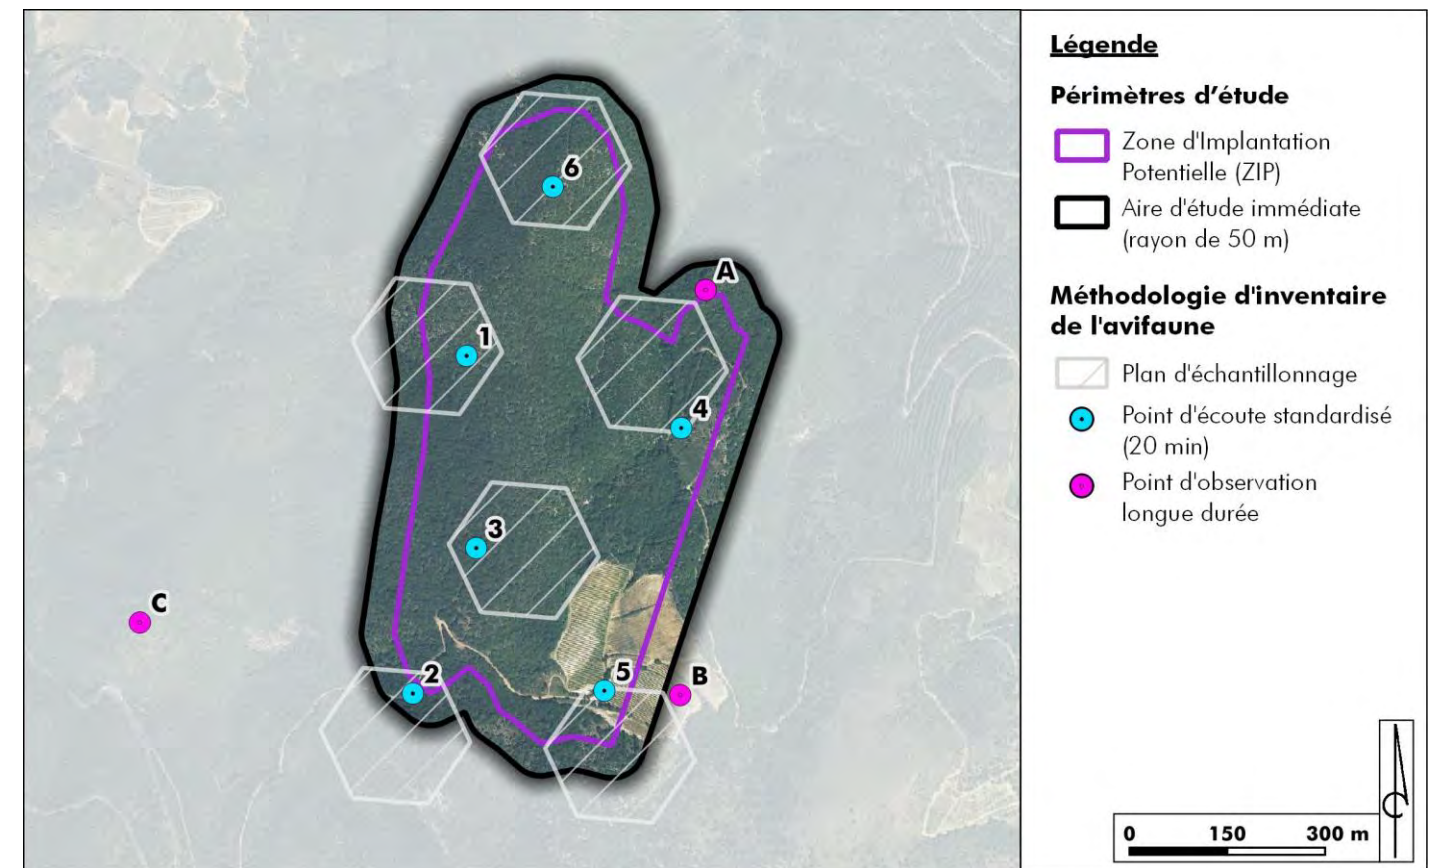 6
A
1
4
3
C
2
5
B
Légende
Périmètres d'étude
Zone d'Implantation
Potentielle (ZIP)
Aire d'étude immédiate
(rayon de 50 m)
Méthodologie d'inventaire
de l'avifaune
Plan d'échantillonnage
Point d'écoute standardisé
(20 min)
Point d'observation
longue durée
0 150 300 m